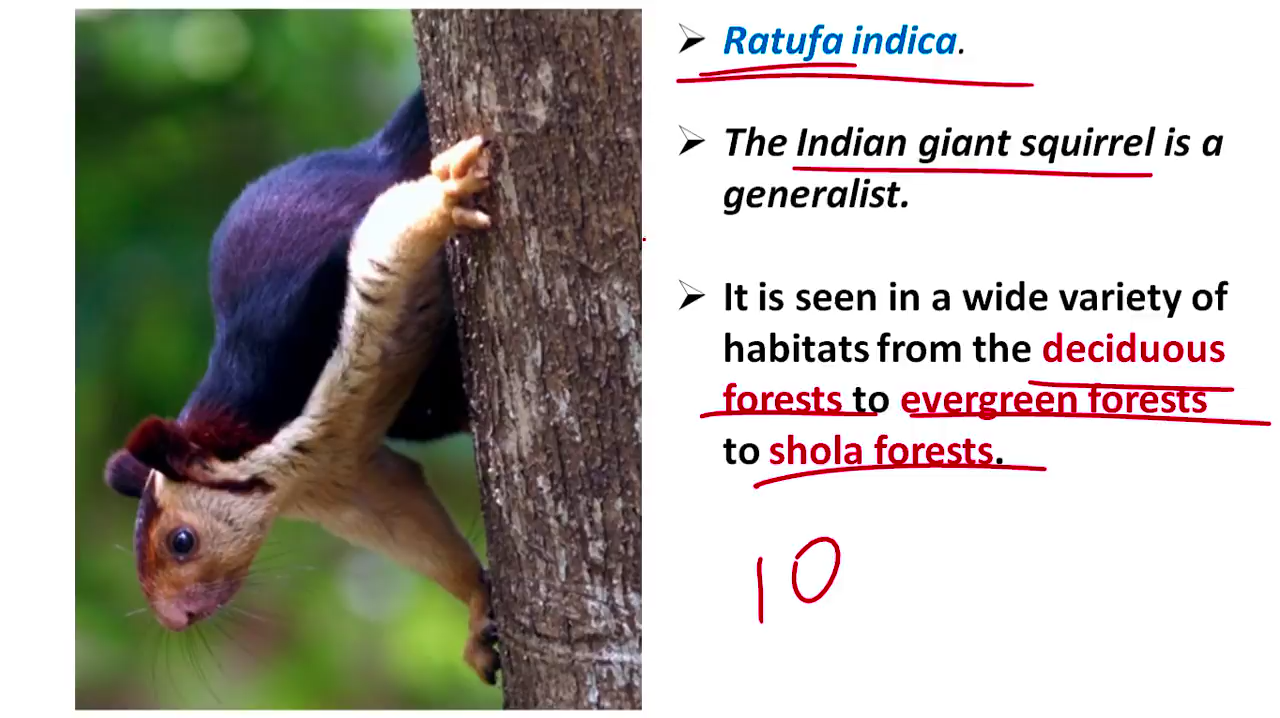 ➢ Ratufa indica.
➢ The Indian giant squirrel is a
generalist.
➢ It is seen in a wide variety of
habitats from the deciduous
forests to evergreen forests
to shola forests.
10